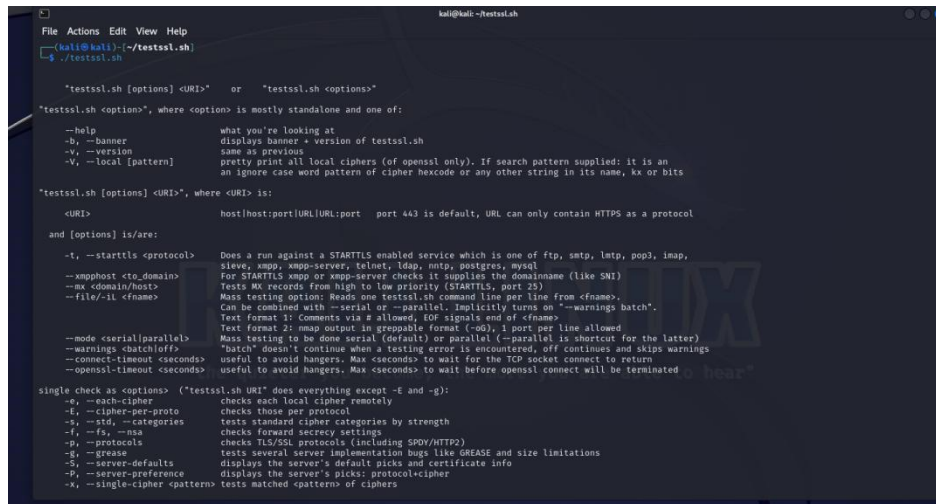 kali@kali: ~/testssl.sh
File Actions Edit View Help
(kali㉿kali)-[~/testssl.sh]
$ ./testssl.sh
"testssl.sh [options] <URI>" or "testssl.sh <options>"
"testssl.sh <option>", where <option> is mostly standalone and one of:
--help what you're looking at
-b, --banner displays banner + version of testssl.sh
-v, --version same as previous
-V, --local [pattern] pretty print all local ciphers (of openssl only). If search pattern supplied: it is an
an ignore case word pattern of cipher hexcode or any other string in its name, kx or bits
"testssl.sh [options] <URI>", where <URI> is:
<URI> host|host:port|URL|URL:port port 443 is default, URL can only contain HTTPS as a protocol
and [options] is/are:
-t, --starttls <protocol> Does a run against a STARTTLS enabled service which is one of ftp, smtp, lmtp, pop3, imap,
sieve, xmpp, xmpp-server, telnet, ldap, nntp, postgres, mysql
--xmpphost <to_domain> For STARTTLS xmpp or xmpp-server checks it supplies the domainname (like SNI)
--mx <domain/host> Tests MX records from high to low priority (STARTTLS, port 25)
--file/-iL <fname> Mass testing option: Reads one testssl.sh command line per line from <fname>.
Can be combined with --serial or --parallel. Implicitly turns on "--warnings batch".
Text format 1: Comments via # allowed, EOF signals end of <fname>
Text format 2: nmap output in greppable format (-oG), 1 port per line allowed
--mode <serial|parallel> Mass testing to be done serial (default) or parallel (--parallel is shortcut for the latter)
--warnings <batch|off> "batch" doesn't continue when a testing error is encountered, off continues and skips warnings
--connect-timeout <seconds> useful to avoid hangers. Max <seconds> to wait for the TCP socket connect to return
--openssl-timeout <seconds> useful to avoid hangers. Max <seconds> to wait before openssl connect will be terminated
single check as <options> ("testssl.sh URI" does everything except -E and -g):
-e, --each-cipher checks each local cipher remotely
-E, --cipher-per-proto checks those per protocol
-s, --std, --categories tests standard cipher categories by strength
-f, --fs, --nsa checks forward secrecy settings
-p, --protocols checks TLS/SSL protocols (including SPDY/HTTP2)
-g, --grease tests several server implementation bugs like GREASE and size limitations
-S, --server-defaults displays the server's default picks and certificate info
-P, --server-preference displays the server's picks: protocol+cipher
-x, --single-cipher <pattern> tests matched <pattern> of ciphers